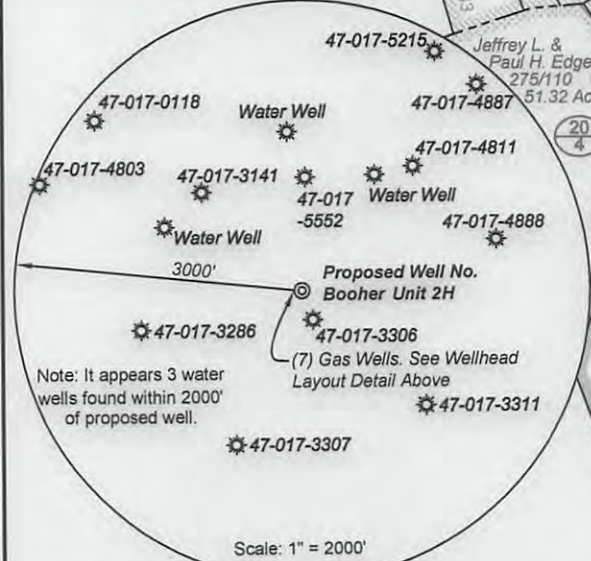 47-017-5215
Jeffrey L. &
Paul H. Edge
275/110
51.32 Ac
20
4
47-017-0118
Water Well
47-017-4887
47-017-4803
47-017-3141
47-017
-5552
47-017-4811
Water Well
Water Well
47-017-4888
3000'
Proposed Well No.
Booher Unit 2H
47-017-3286
47-017-3306
(7) Gas Wells. See Wellhead
Layout Detail Above
Note: It appears 3 water
wells found within 2000'
of proposed well.
47-017-3311
47-017-3307
Scale: 1" = 2000'